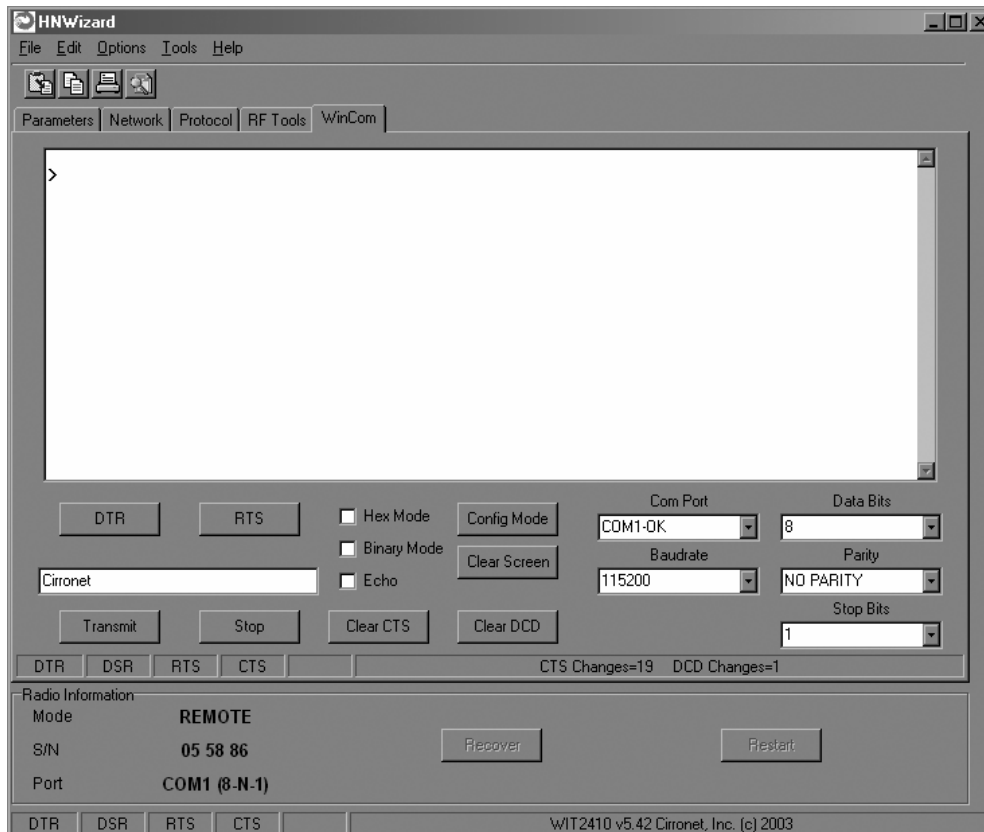 HNWizard
File Edit Options Tools Help
Parameters Network Protocol RF Tools WinCom
>
DTR RTS
Hex Mode
Binary Mode
Echo
Config Mode
Clear Screen
Com Port
COM1-OK
Baudrate
115200
Data Bits
8
Parity
NO PARITY
Stop Bits
1
Cirronet
Transmit Stop Clear CTS Clear DCD
DTR DSR RTS CTS CTS Changes=19 DCD Changes=1
Radio Information
Mode REMOTE
S/N 05 58 86
Port COM1 (8-N-1)
Recover Restart
DTR DSR RTS CTS WIT2410 v5.42 Cirronet, Inc. (c) 2003